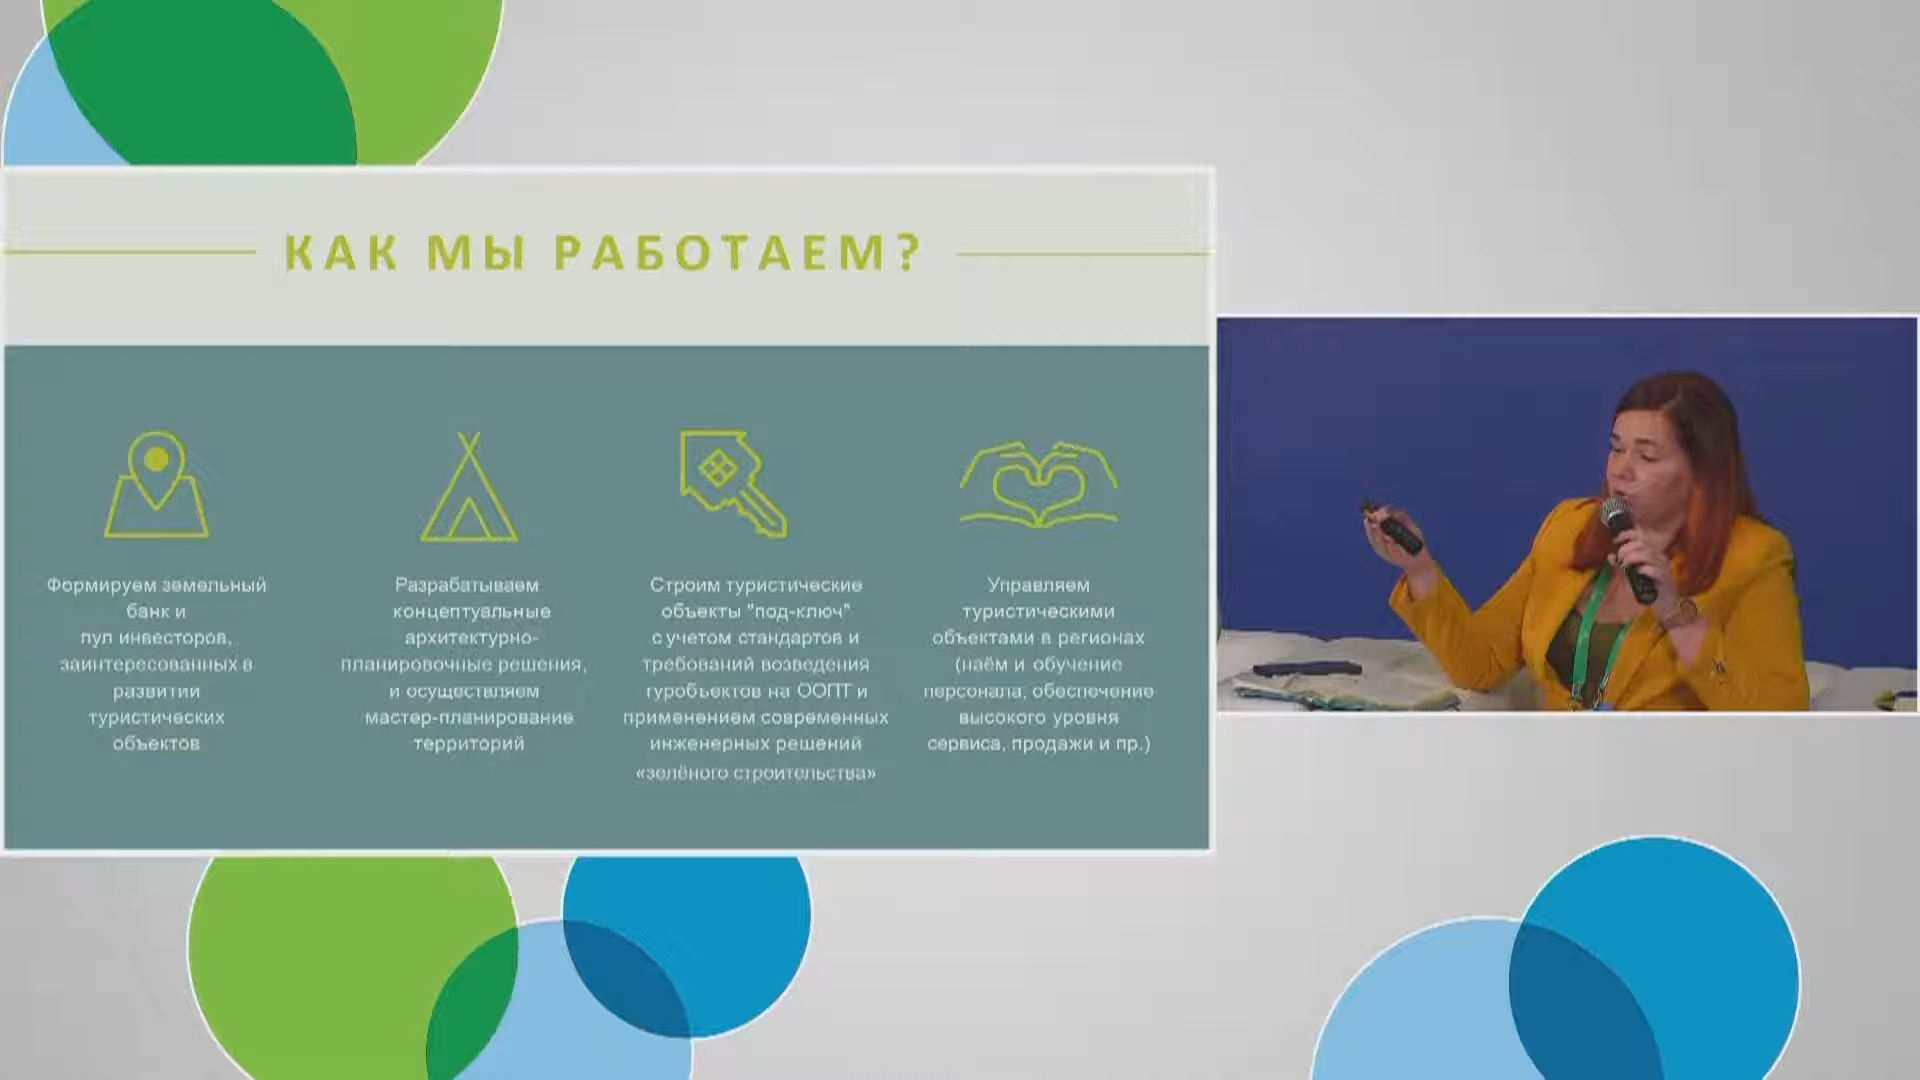 КАК МЫ РАБОТАЕМ?
Формируем земельный
банк и
пул инвесторов,
заинтересованных в
развитии
туристических
объектов
Разрабатываем
концептуальные
архитектурно-
планировочные решения,
и осуществляем
мастер-планирование
территорий
Строим туристические
объекты "под-ключ"
с учетом стандартов и
требований возведения
туробъектов на ООПТ и
применением современных
инженерных решений
«зелёного строительства»
Управляем
туристическими
объектами в регионах
(наём и обучение
персонала, обеспечение
высокого уровня
сервиса, продажи и пр.)